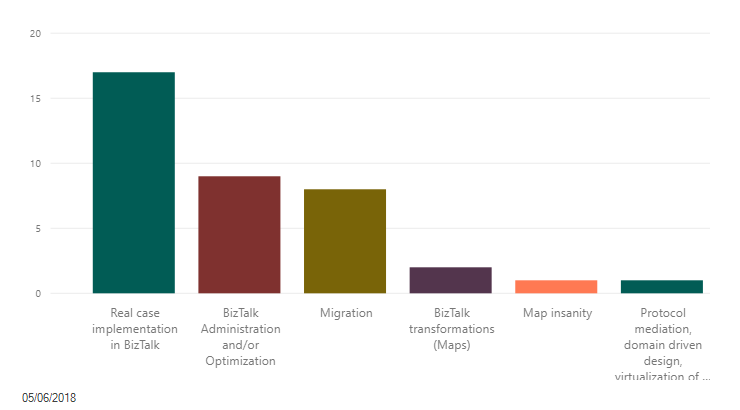 20
15
10
5
0
Real case
implementation
in BizTalk
BizTalk
Administration
and/or
Optimization
Migration
BizTalk
transformations
(Maps)
Map insanity
Protocol
mediation,
domain driven
design,
virtualization of ...
05/06/2018